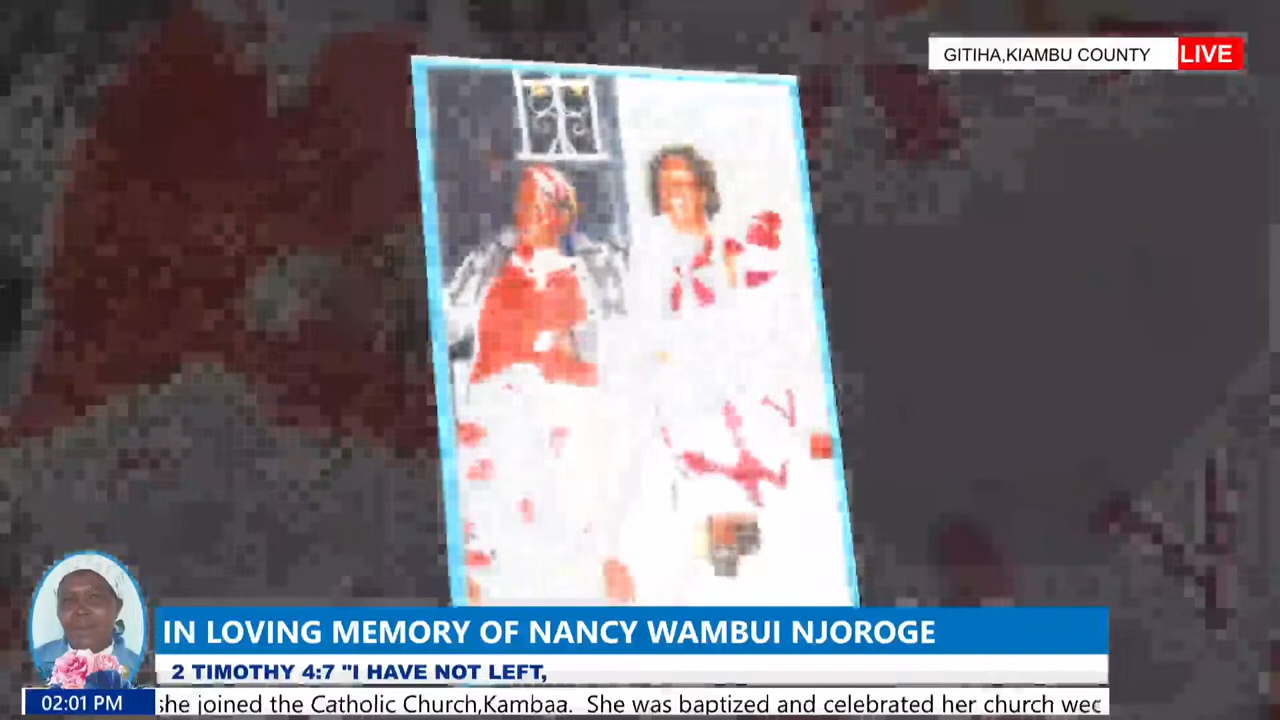 GITIHA,KIAMBU COUNTY LIVE
IN LOVING MEMORY OF NANCY WAMBUI NJOROGE
2 TIMOTHY 4:7 "I HAVE NOT LEFT,
02:01 PM she joined the Catholic Church,Kambaa. She was baptized and celebrated her church wec